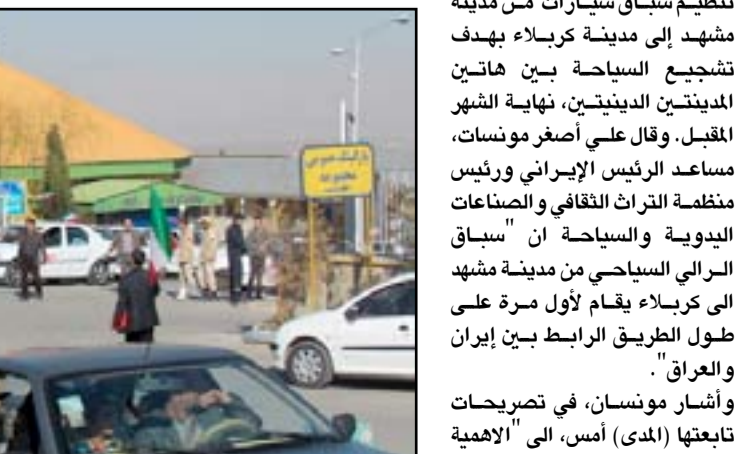 تنظيم سباق سيارات من مدينة
مشهد إلى مدينة كربلاء بهدف
تشجيع السياحة بين هاتين
المدينتين الدينيتين، نهاية الشهر
المقبل. وقال علي أصغر مونسات،
مساعد الرئيس الإيراني ورئيس
منظمة التراث الثقافي والصناعات
اليدوية والسياحة ان "سباق
الرالي السياحي من مدينة مشهد
الى كربلاء يقام لأول مرة على
طول الطريق الرابط بين إيران
والعراق".
وأشار مونسان، في تصريحات
تابعتها (المدى) أمس، الى "الاهمية